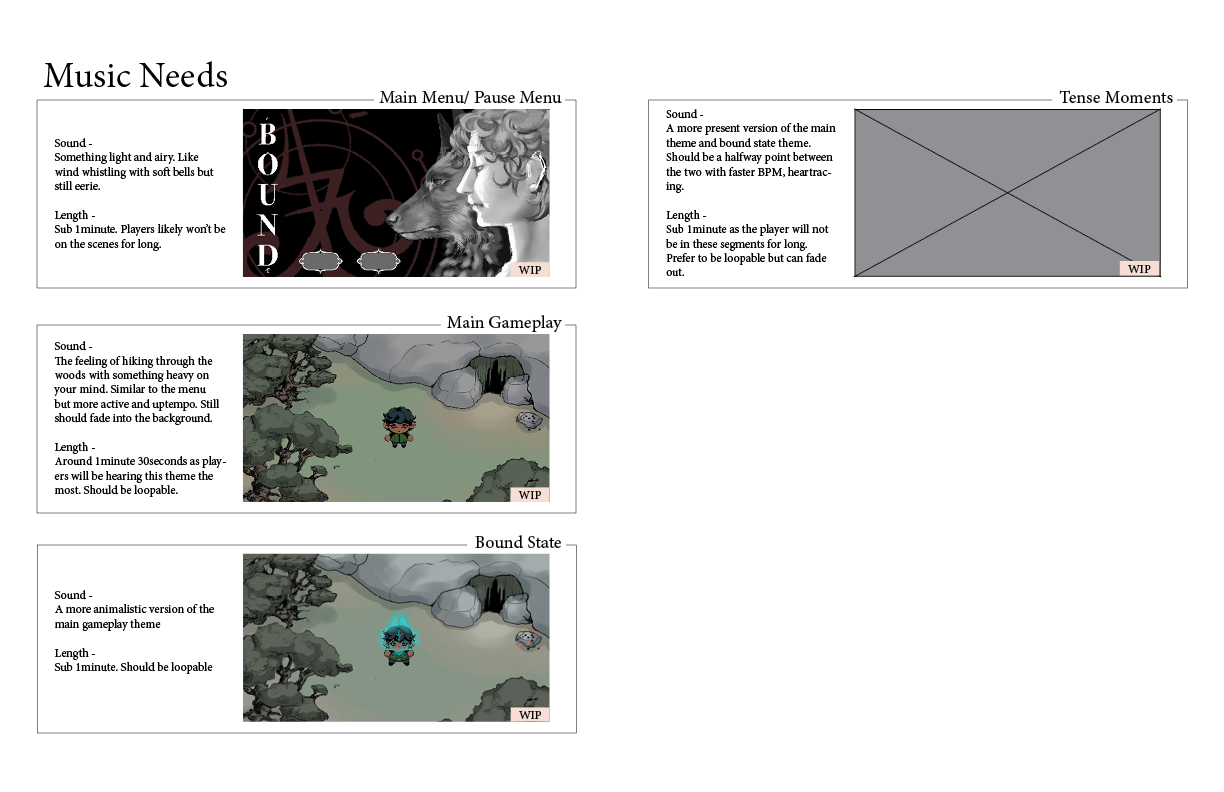 Music Needs
Main Menu/ Pause Menu
Sound -
Something light and airy. Like
wind whistling with soft bells but
still eerie.
Length -
Sub 1minute. Players likely won't be
on the scenes for long.
B
O
U
N
D
WIP
Main Gameplay
Sound -
The feeling of hiking through the
woods with something heavy on
your mind. Similar to the menu
but more active and uptempo. Still
should fade into the background.
Length -
Around 1minute 30seconds as play-
ers will be hearing this theme the
most. Should be loopable.
WIP
Bound State
Sound -
A more animalistic version of the
main gameplay theme
Length -
Sub 1minute. Should be loopable
WIP
Tense Moments
Sound -
A more present version of the main
theme and bound state theme.
Should be a halfway point between
the two with faster BPM, heartrac-
ing.
Length -
Sub 1minute as the player will not
be in these segments for long.
Prefer to be loopable but can fade
out.
WIP